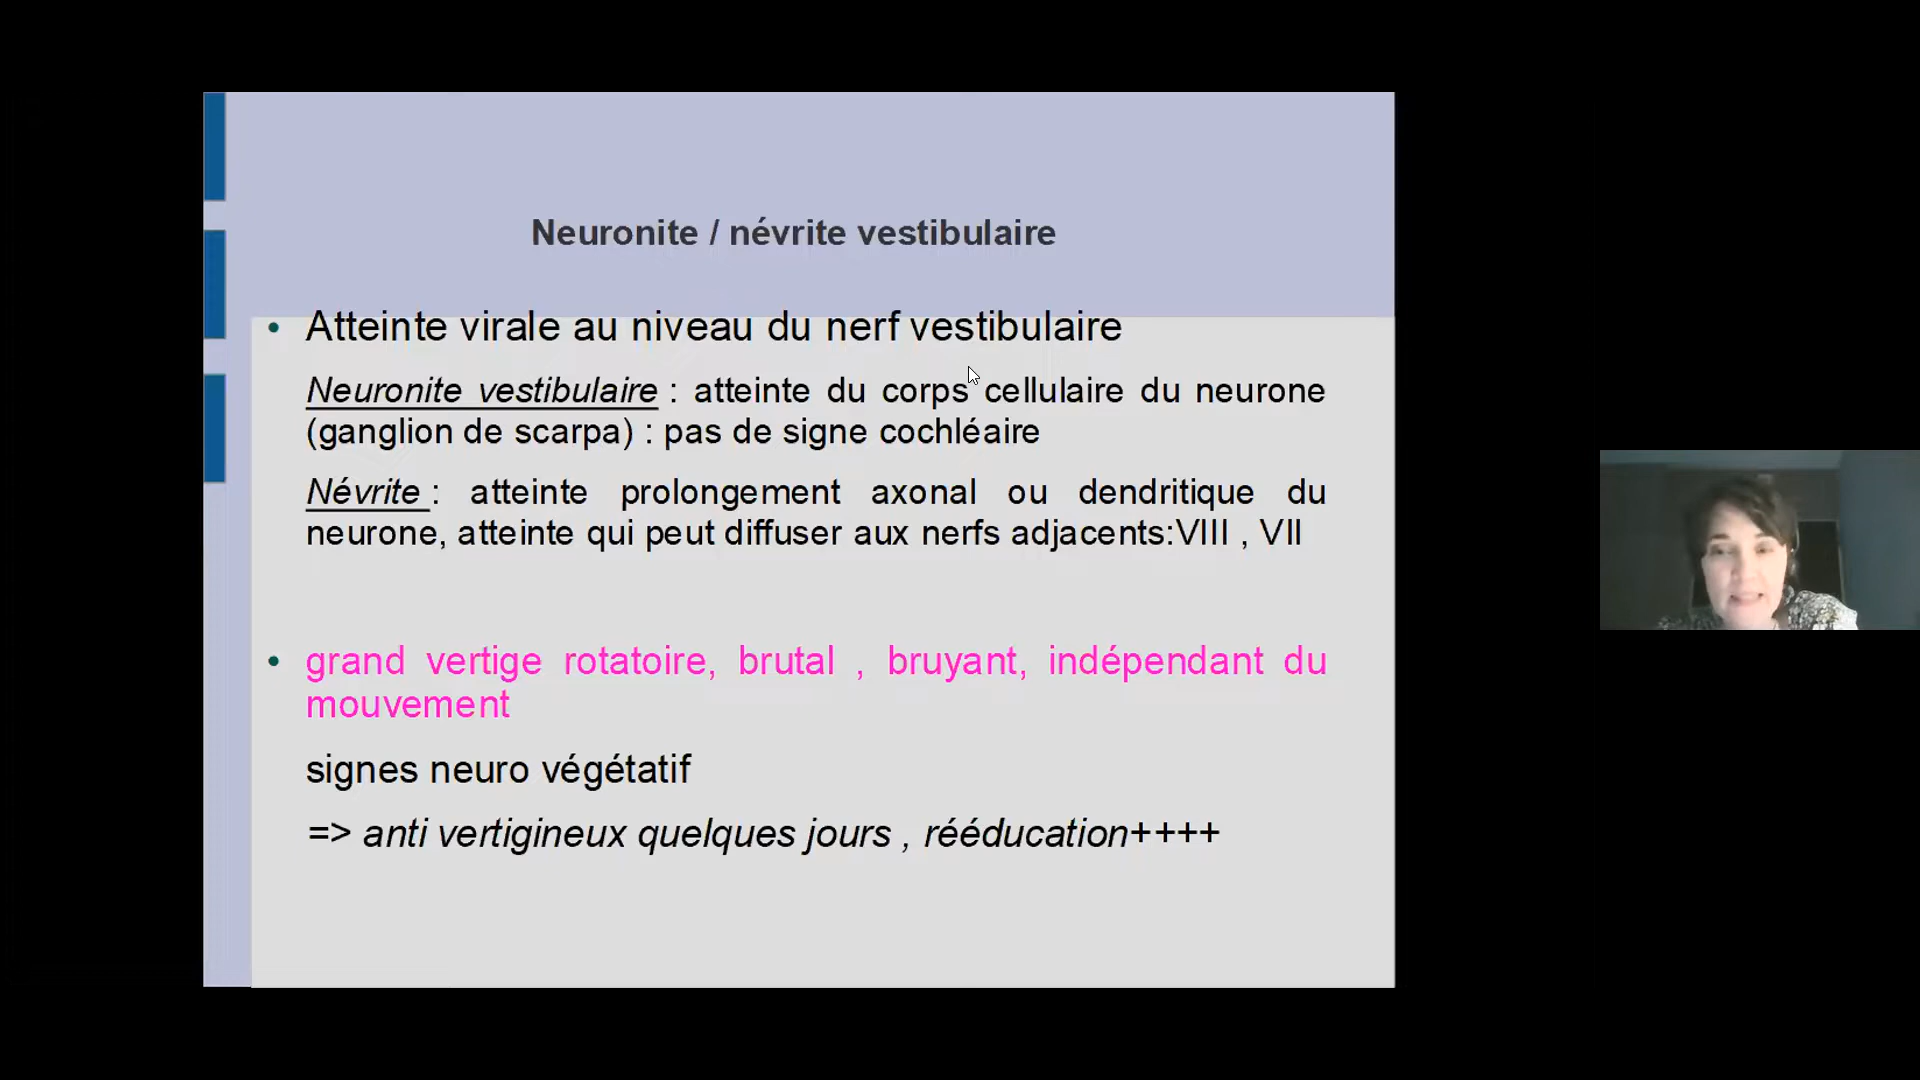 Neuronite / névrite vestibulaire
• Atteinte virale au niveau du nerf vestibulaire
Neuronite vestibulaire : atteinte du corps cellulaire du neurone
(ganglion de scarpa) : pas de signe cochléaire
Névrite : atteinte prolongement axonal ou dendritique du
neurone, atteinte qui peut diffuser aux nerfs adjacents:VIII , VII
• grand vertige rotatoire, brutal , bruyant, indépendant du
mouvement
signes neuro végétatif
=> anti vertigineux quelques jours , rééducation++++